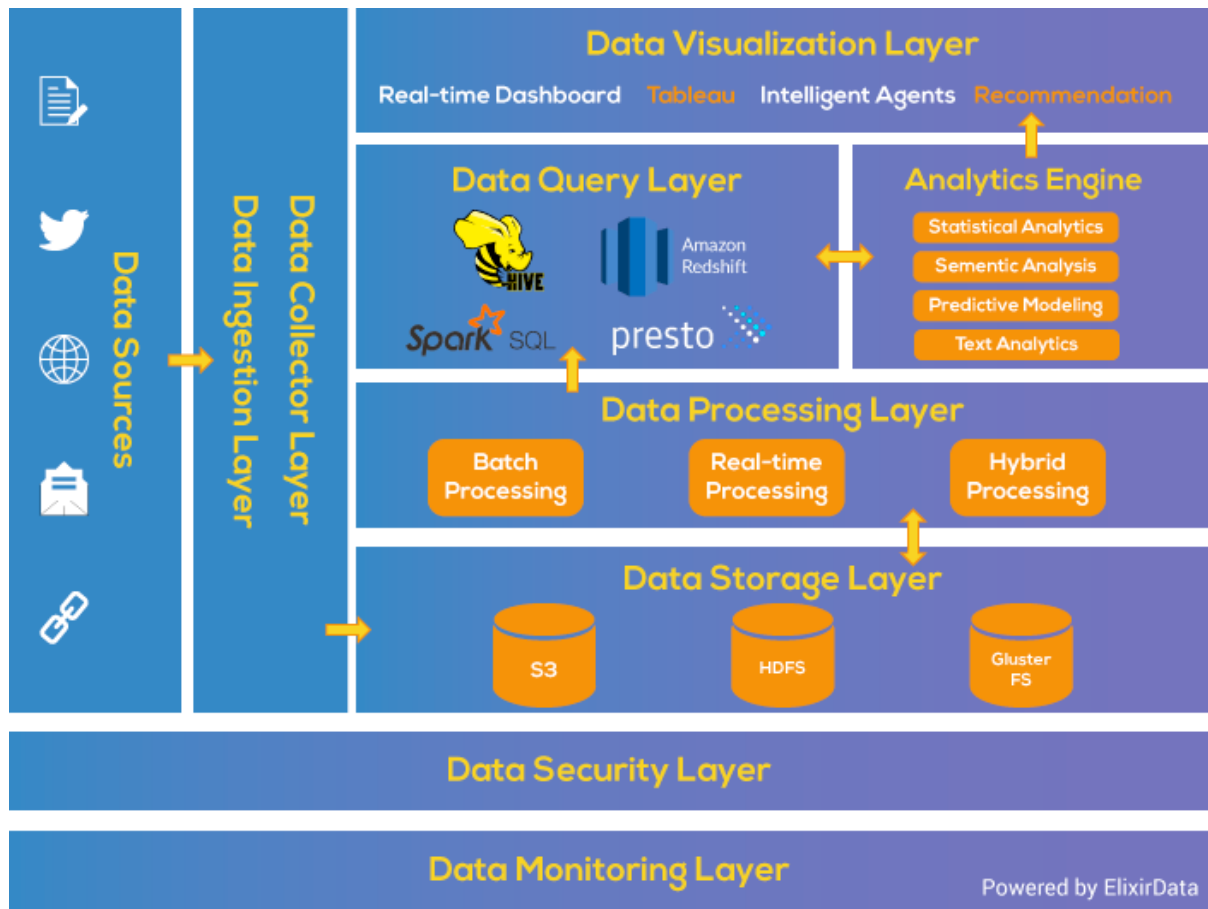 Data Sources
Data Ingestion Layer
Data Collector Layer
Data Visualization Layer
Real-time Dashboard Tableau Intelligent Agents Recommendation
Data Query Layer
HIVE
Amazon
Redshift
Spark SQL
presto
Analytics Engine
Statistical Analytics
Sementic Analysis
Predictive Modeling
Text Analytics
Data Processing Layer
Batch
Processing
Real-time
Processing
Hybrid
Processing
Data Storage Layer
S3
HDFS
Gluster
FS
Data Security Layer
Data Monitoring Layer
Powered by ElixirData